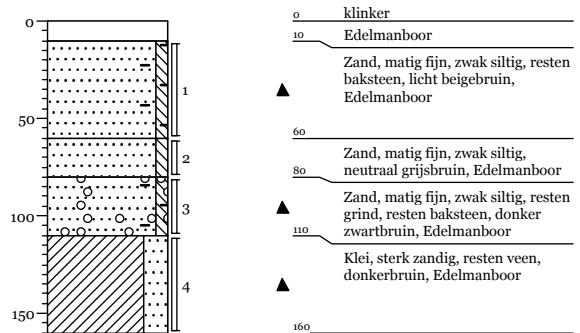 0
50
100
150
1
2
3
4
0 klinker
10 Edelmanboor
Zand, matig fijn, zwak siltig, resten
baksteen, licht beigebruin,
Edelmanboor
60
Zand, matig fijn, zwak siltig,
neutraal grijsbruin, Edelmanboor
80
Zand, matig fijn, zwak siltig, resten
grind, resten baksteen, donker
zwartbruin, Edelmanboor
110
Klei, sterk zandig, resten veen,
donkerbruin, Edelmanboor
160